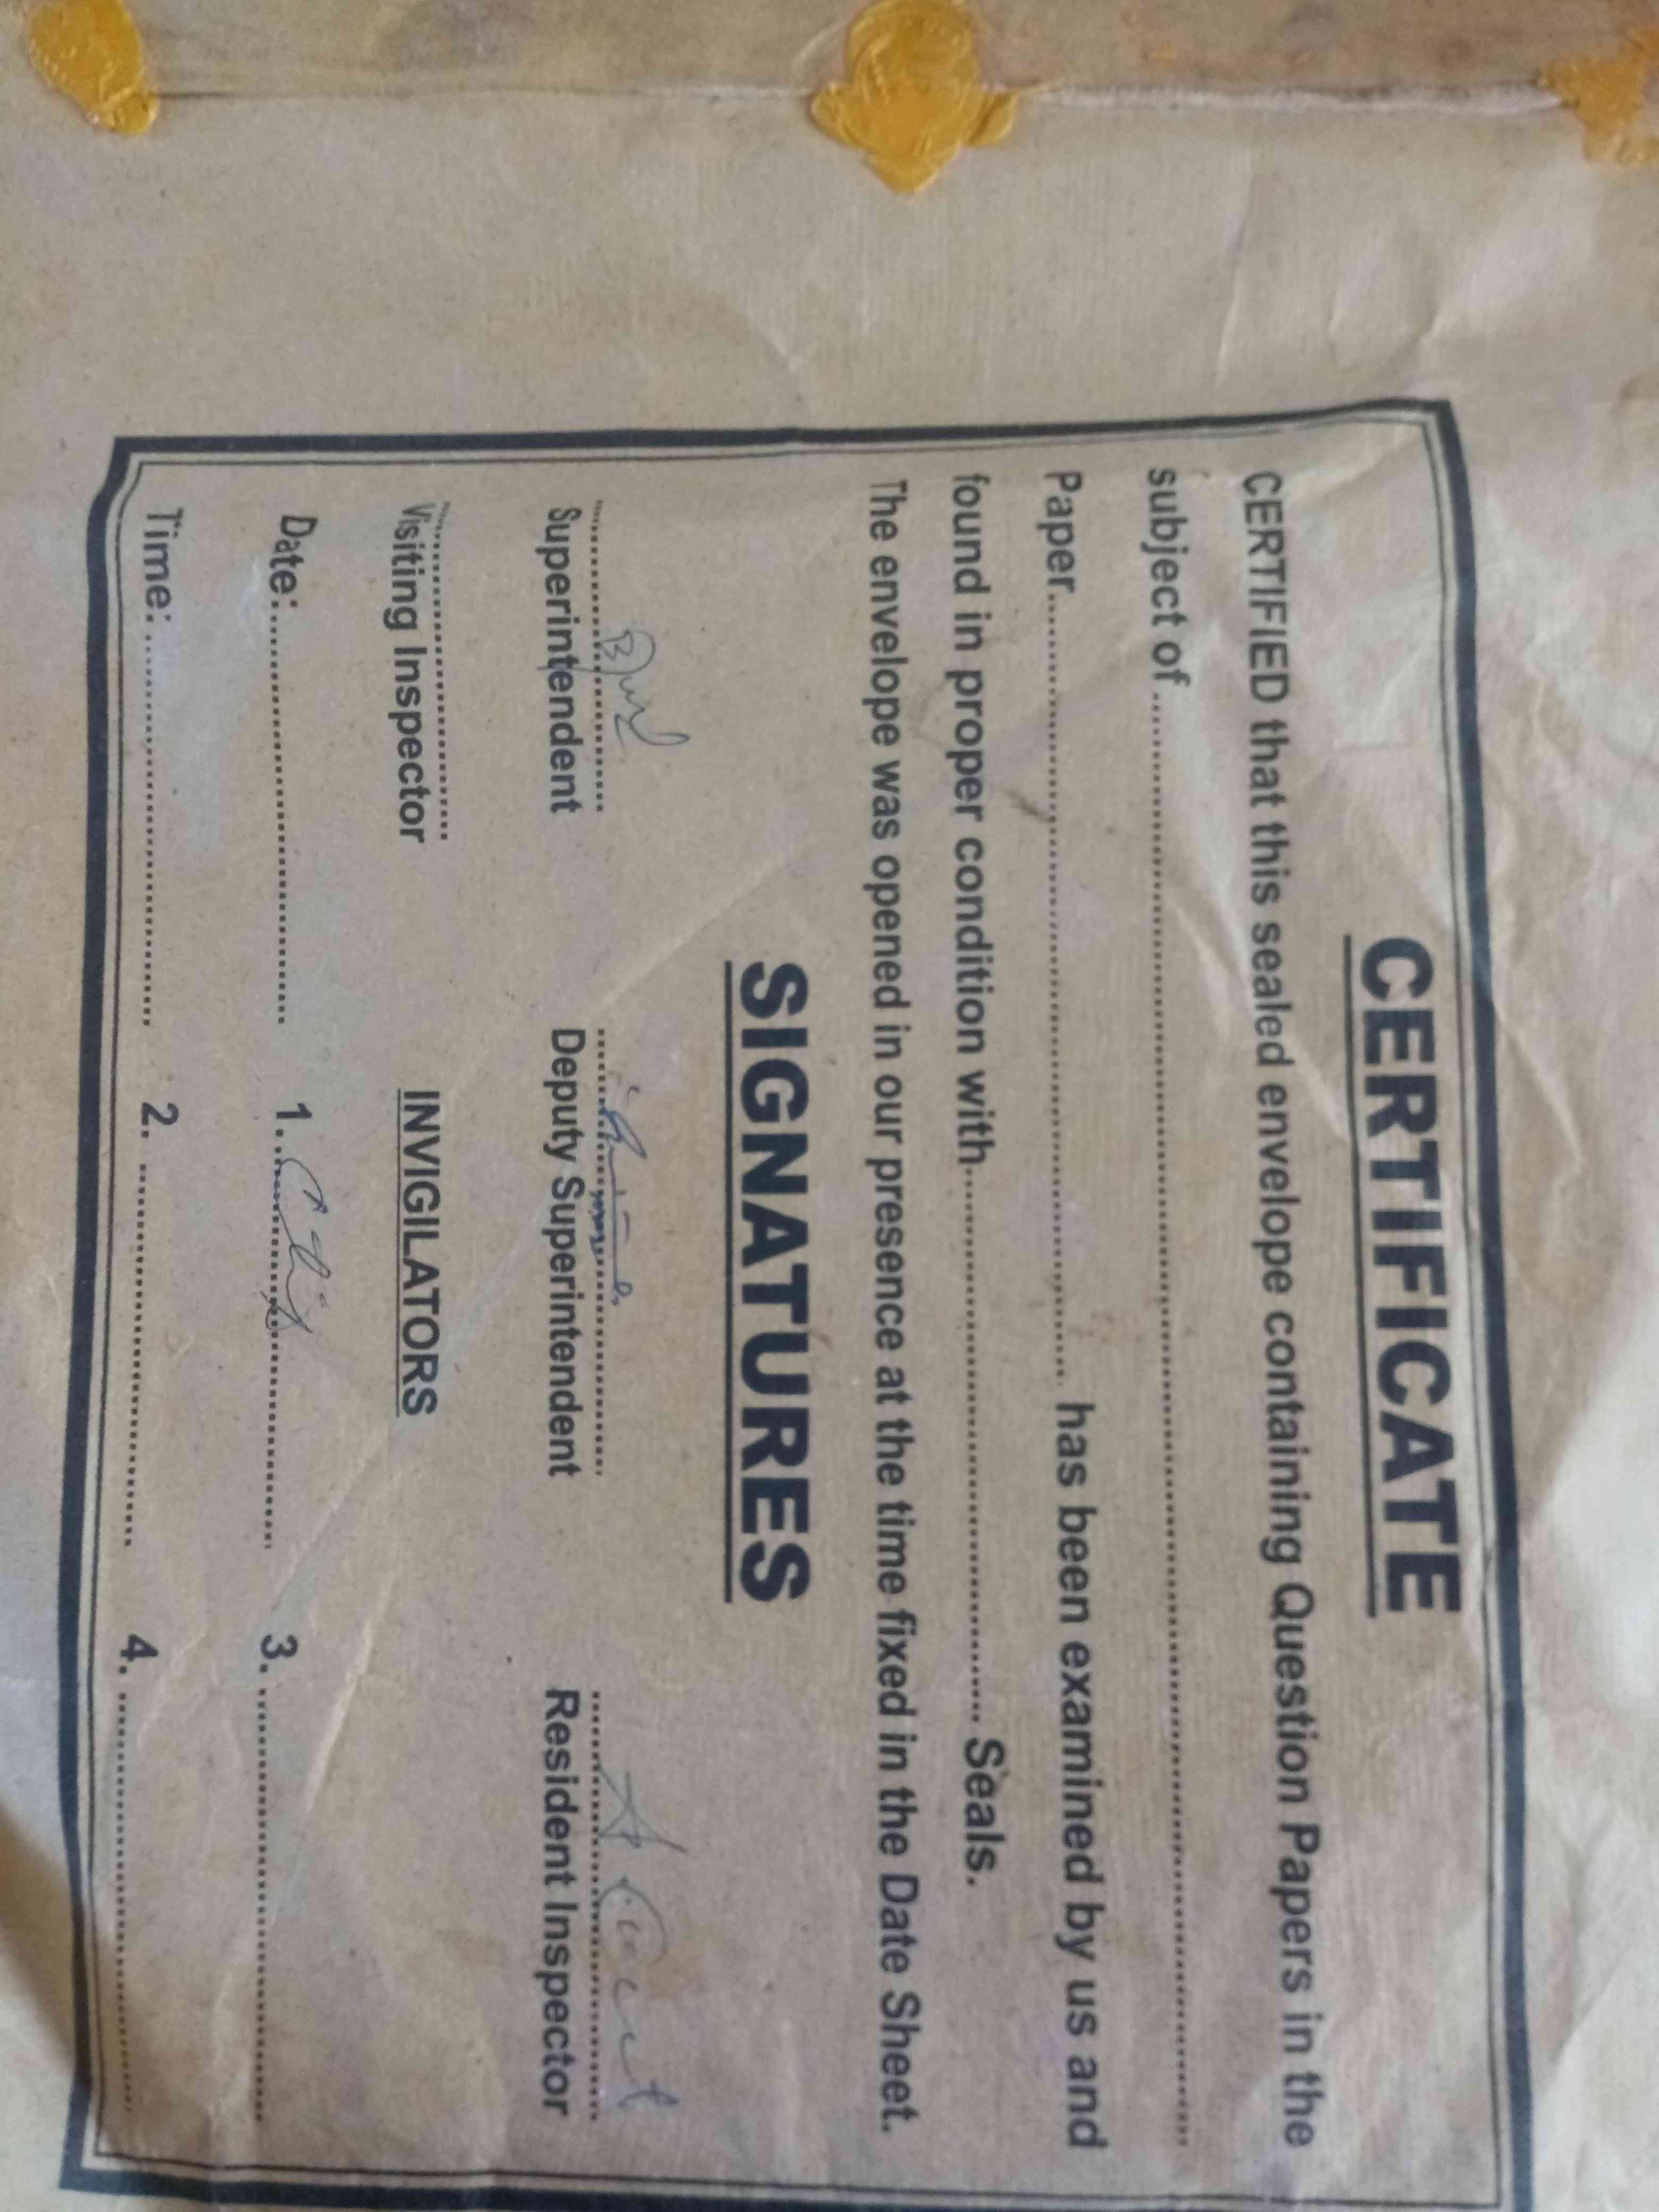 CERTIFICATE
CERTIFIED that this sealed envelope containing Question Papers in the
subject of ..............................
Paper.............................. has been examined by us and
found in proper condition with.............................. Seals.
The envelope was opened in our presence at the time fixed in the Date Sheet.
SIGNATURES
Superintendent Deputy Superintendent Resident Inspector
Visiting Inspector INVIGILATORS
Date:.............................. 1. 3. ..............................
Time: .............................. 2. .............................. 4. ..............................